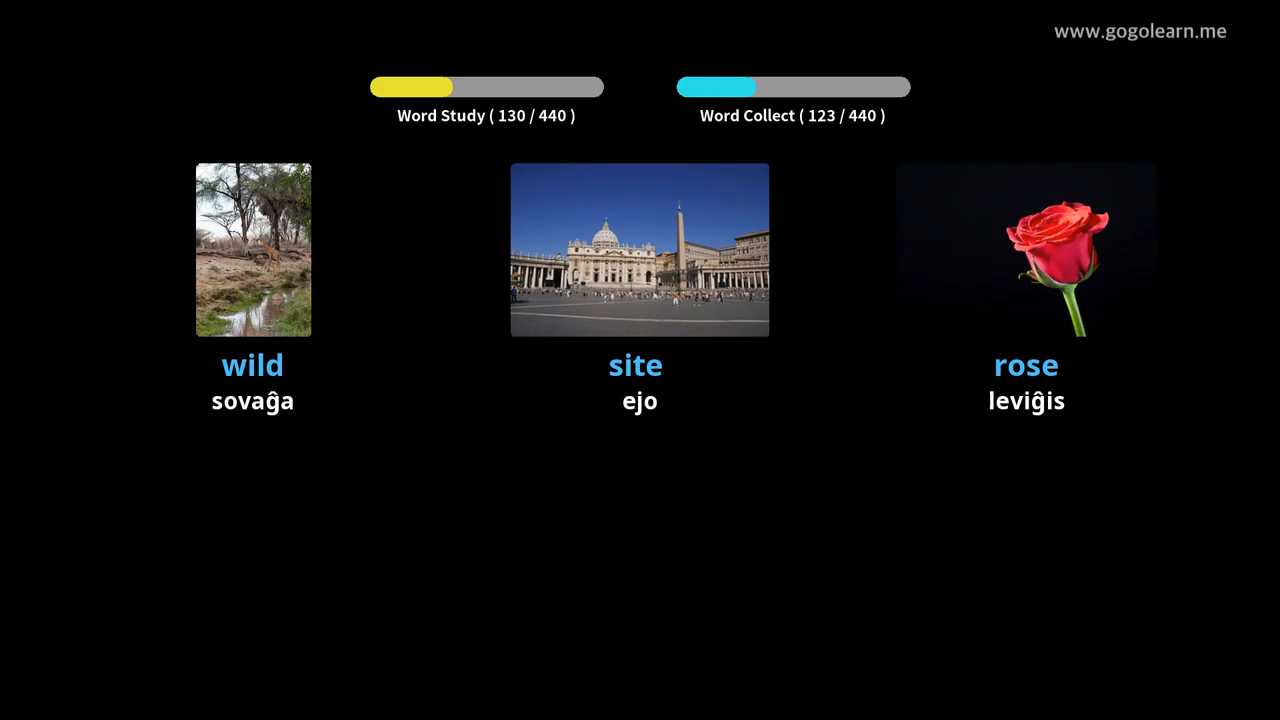 www.gogolearn.me
Word Study ( 130 / 440 )
Word Collect ( 123 / 440 )
wild
sovaĝa
site
ejo
rose
leviĝis